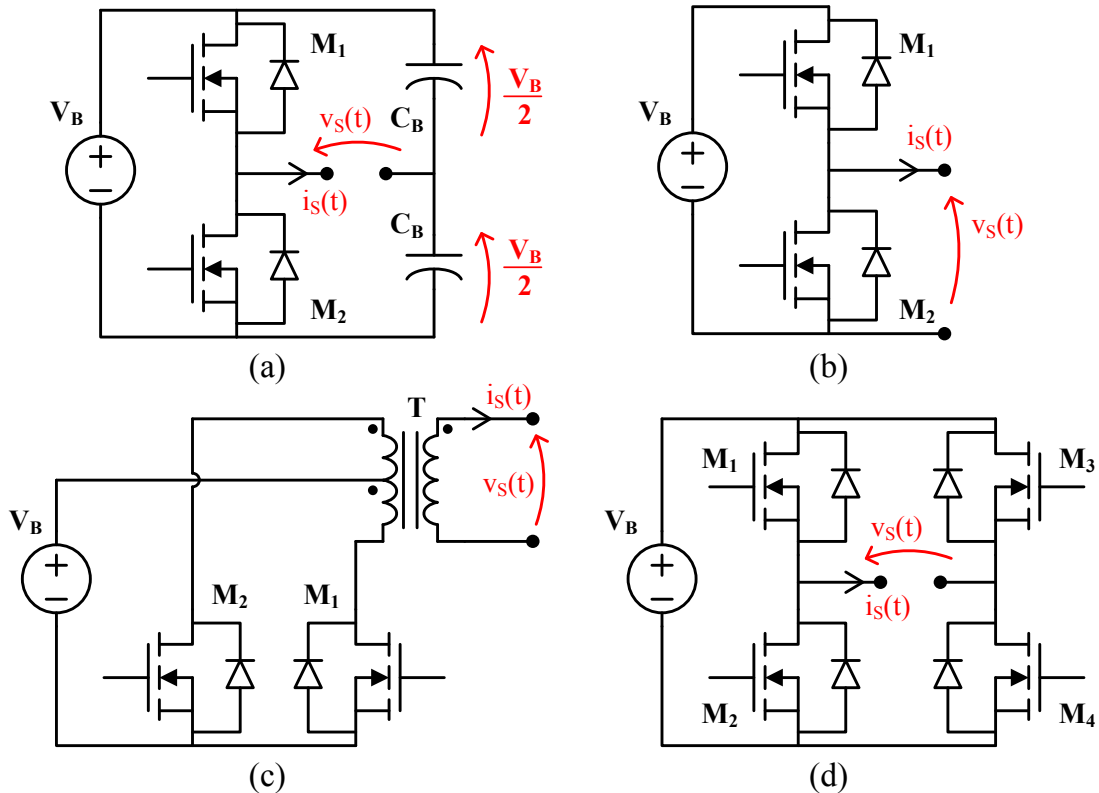 M1
VB
VB/2
CB
vS(t)
iS(t)
CB
VB/2
M2
(a)
M1
VB
iS(t)
vS(t)
M2
(b)
T
iS(t)
vS(t)
VB
M2
M1
(c)
M1
M3
VB
vS(t)
iS(t)
M2
M4
(d)